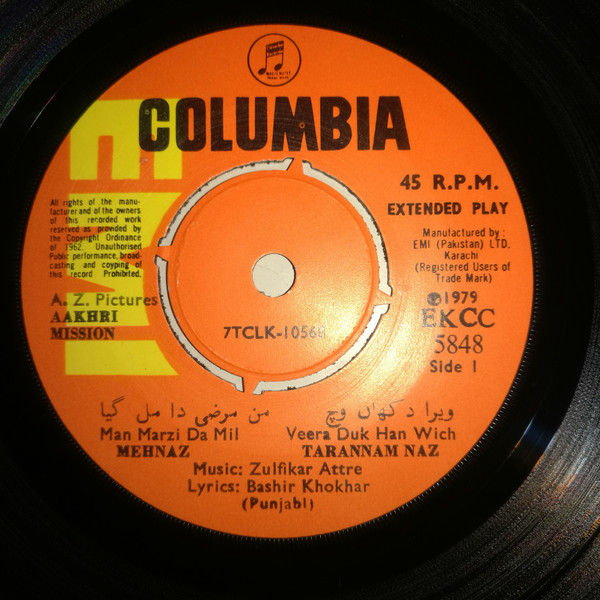 COLUMBIA
EMI
45 R.P.M.
EXTENDED PLAY
All rights of the manu-
facturer and of the owners
of this recorded work
reserved as provided by
the Copyright Ordinance
of 1962. Unauthorised
Public performance, broad-
casting and coyping of
this record Prohibited.
Manufactured by:
EMI (Pakistan) LTD.
Karachi
(Registered Users of
Trade Mark)
A. Z. Pictures
AAKHRI
MISSION
℗1979
EKCC
5848
Side 1
7TCLK-10568
من مرضی دا مل گیا
ویرا دکھاں وچ
Man Marzi Da Mil
Veera Duk Han Wich
MEHNAZ
TARANNAM NAZ
Music: Zulfikar Attre
Lyrics: Bashir Khokhar
(Punjabi)